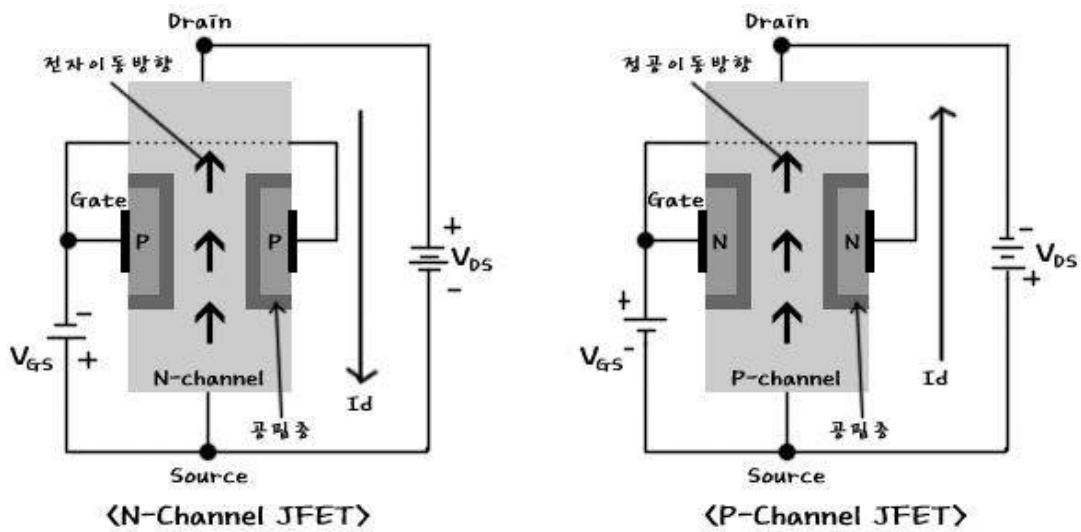 Drain
전자이동방향
Gate
P
P
+
VDS
-
-
VGS
+
N-channel
Id
공핍층
Source
<N-Channel JFET>
Drain
정공이동방향
Gate
N
N
-
VDS
+
+
VGS
-
P-channel
Id
공핍층
Source
<P-Channel JFET>